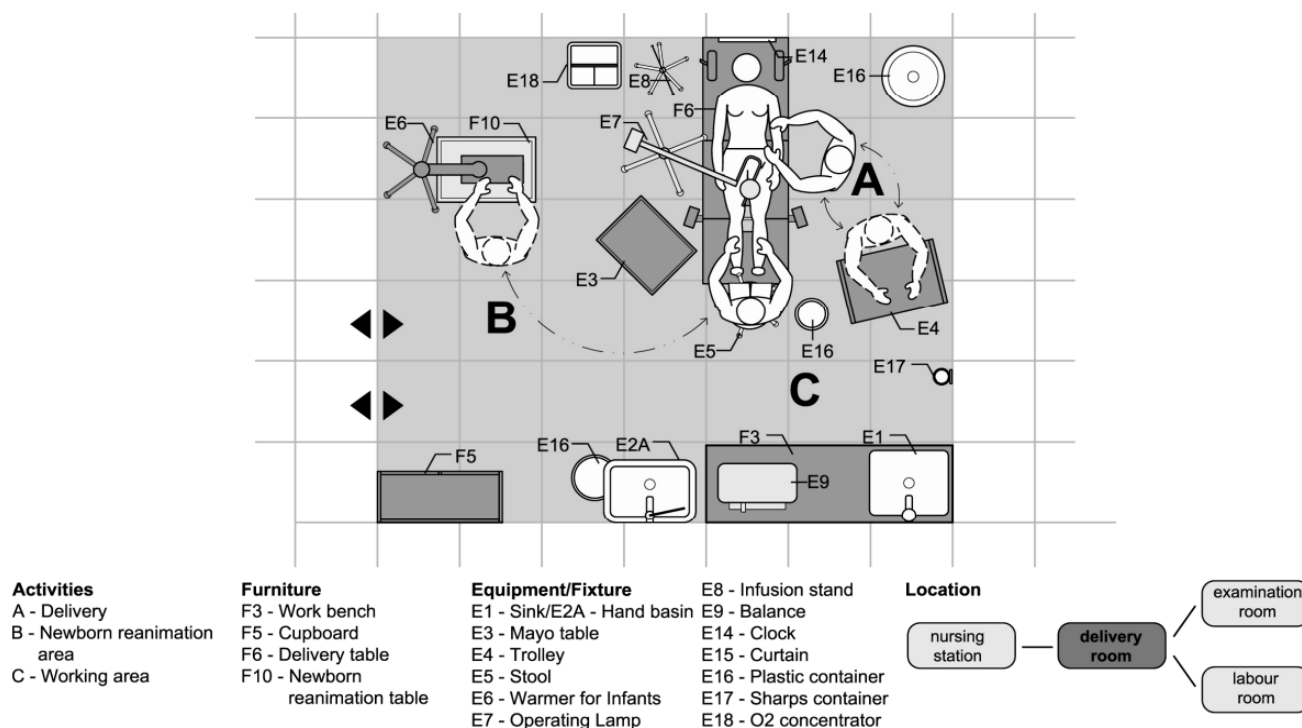 E14
E18
E8
E16
F6
E6
F10
E7
A
E3
B
E4
E5
E16
E17
C
E16
E2A
F3
E1
F5
E9
Activities
A - Delivery
B - Newborn reanimation
area
C - Working area
Furniture
F3 - Work bench
F5 - Cupboard
F6 - Delivery table
F10 - Newborn
reanimation table
Equipment/Fixture
E1 - Sink/E2A - Hand basin
E3 - Mayo table
E4 - Trolley
E5 - Stool
E6 - Warmer for Infants
E7 - Operating Lamp
E8 - Infusion stand
E9 - Balance
E14 - Clock
E15 - Curtain
E16 - Plastic container
E17 - Sharps container
E18 - O2 concentrator
Location
nursing
station
delivery
room
examination
room
labour
room